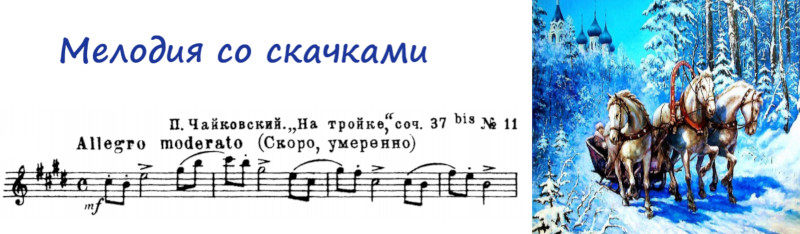 Мелодия со скачками
П. Чайковский. „На тройке," соч. 37 bis № 11
Allegro moderato (Скоро, умеренно)
mf